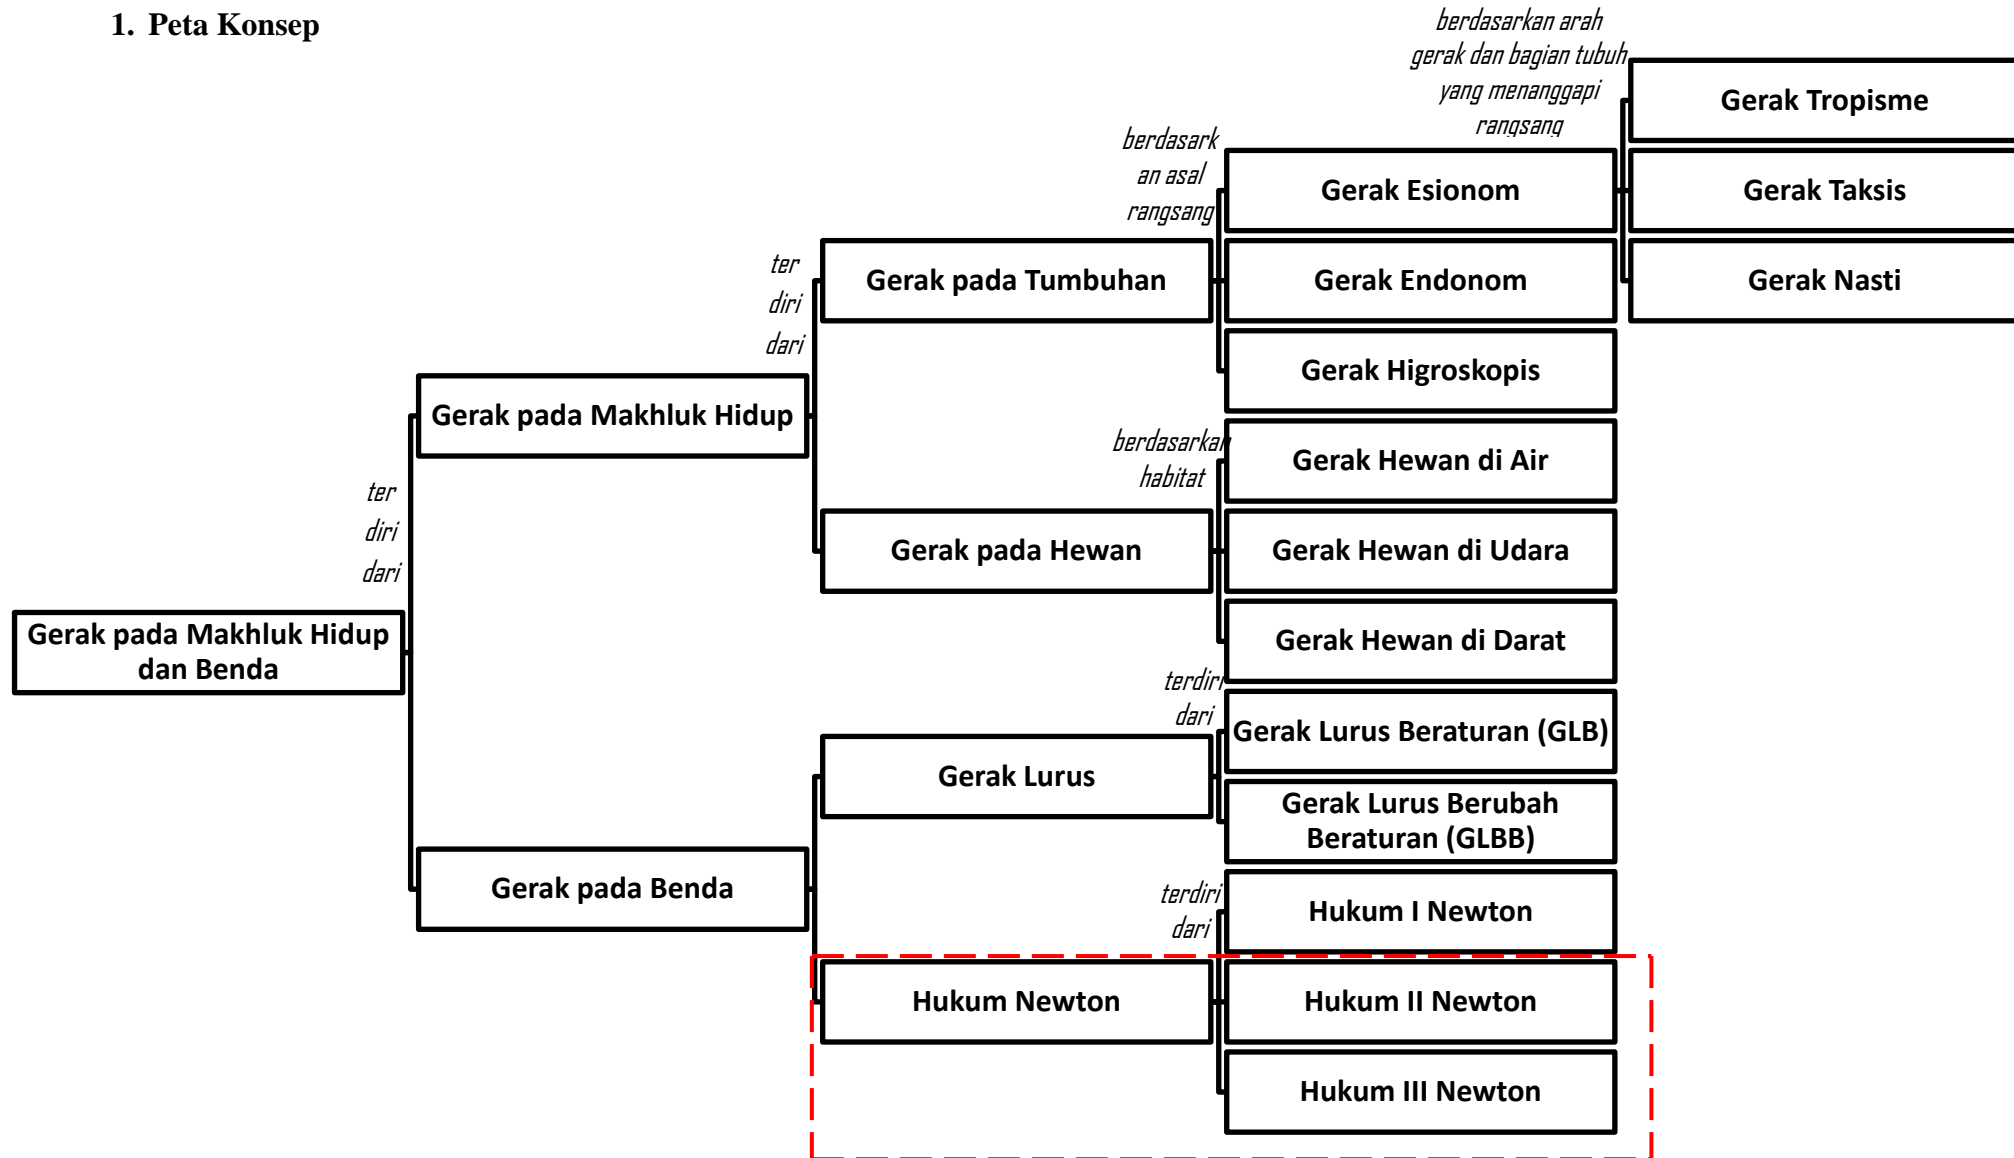 1. Peta Konsep
berdasarkan arah
gerak dan bagian tubuh
yang menanggapi
rangsang
Gerak Tropisme
berdasark
an asal
rangsang
Gerak Esionom
Gerak Taksis
ter
diri
dari
Gerak pada Tumbuhan
Gerak Endonom
Gerak Nasti
Gerak Higroskopis
Gerak pada Makhluk Hidup
berdasarkan
habitat
Gerak Hewan di Air
ter
diri
dari
Gerak pada Hewan
Gerak Hewan di Udara
Gerak Hewan di Darat
Gerak pada Makhluk Hidup
dan Benda
terdiri
dari
Gerak Lurus Beraturan (GLB)
Gerak Lurus
Gerak Lurus Berubah
Beraturan (GLBB)
Gerak pada Benda
terdiri
dari
Hukum I Newton
Hukum Newton
Hukum II Newton
Hukum III Newton